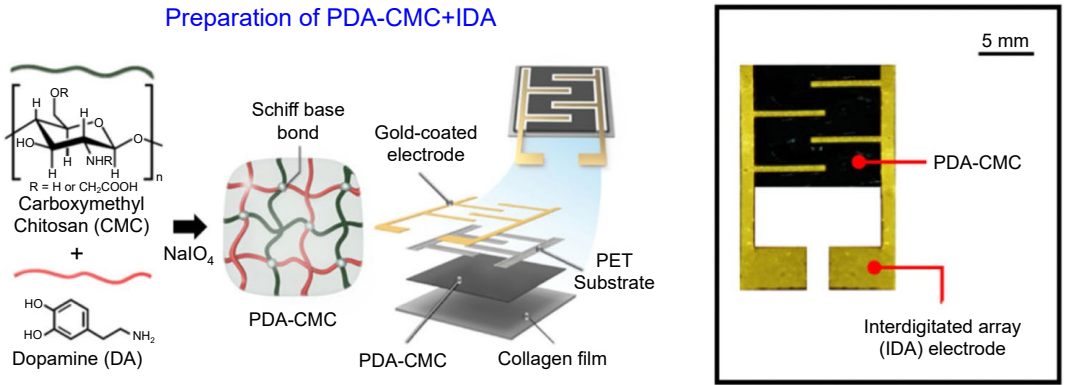 Preparation of PDA-CMC+IDA
OR
H
H
O
HO
H
H
NHR
H
O
n
R = H or CH₂COOH
Carboxymethyl
Chitosan (CMC)
+
HO
HO
NH₂
Dopamine (DA)
NaIO₄
Schiff base
bond
PDA-CMC
Gold-coated
electrode
PET
Substrate
PDA-CMC
Collagen film
5 mm
PDA-CMC
Interdigitated array
(IDA) electrode